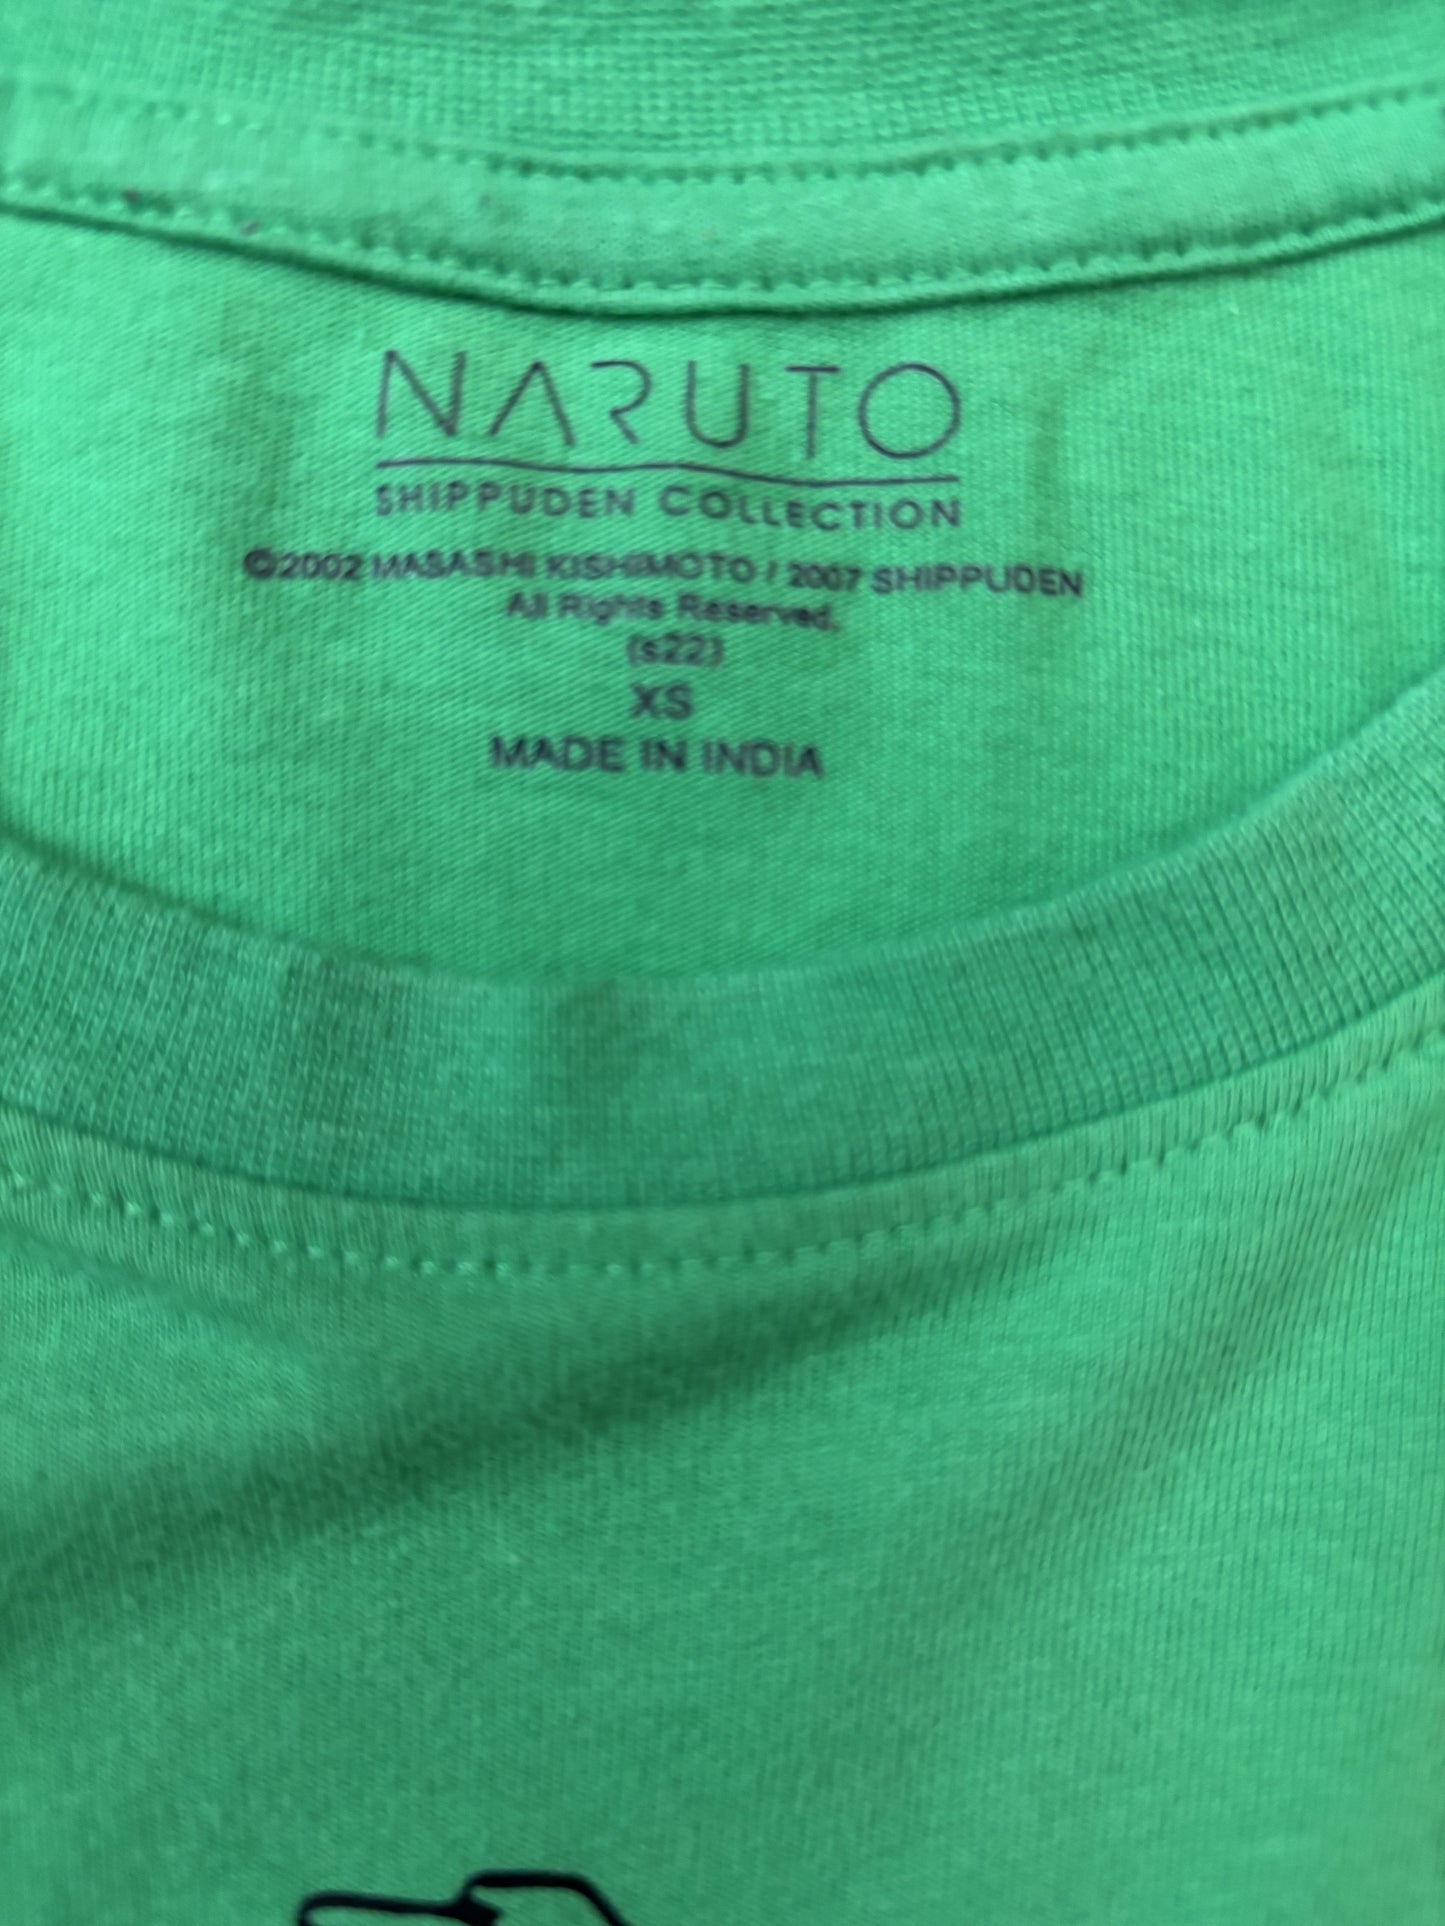 NARUTO
SHIPPUDEN COLLECTION
©2002 MASASHI KISHIMOTO / 2007 SHIPPUDEN
All Rights Reserved.
(s22)
XS
MADE IN INDIA